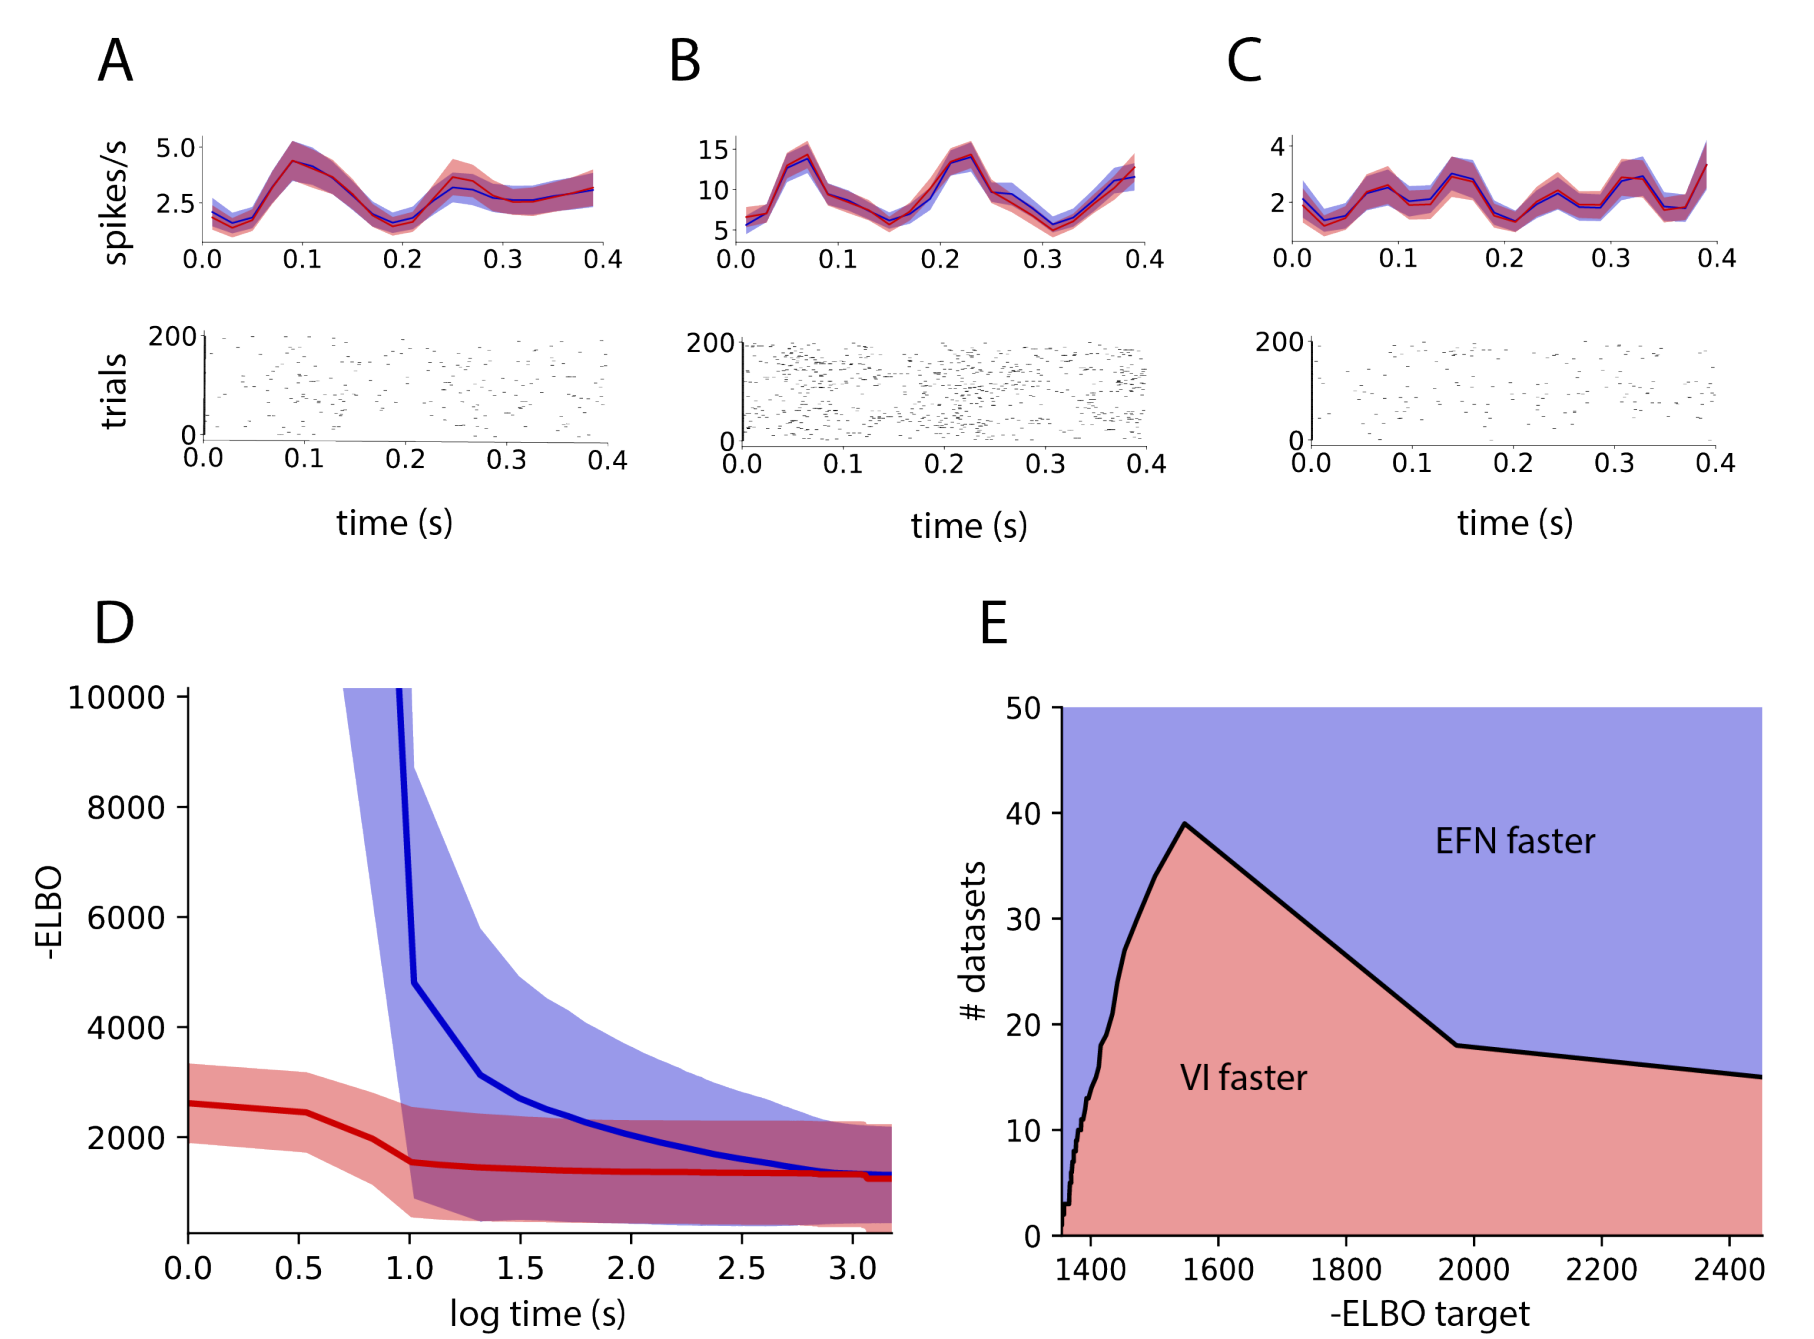 A
B
C
spikes/s
5.0
2.5
0.0 0.1 0.2 0.3 0.4
15
10
5
0.0 0.1 0.2 0.3 0.4
4
2
0.0 0.1 0.2 0.3 0.4
trials
200
0
0.0 0.1 0.2 0.3 0.4
200
0
0.0 0.1 0.2 0.3 0.4
200
0
0.0 0.1 0.2 0.3 0.4
time (s)
time (s)
time (s)
D
-ELBO
10000
8000
6000
4000
2000
0.0 0.5 1.0 1.5 2.0 2.5 3.0
log time (s)
E
# datasets
50
40
30
20
10
0
EFN faster
VI faster
1400 1600 1800 2000 2200 2400
-ELBO target